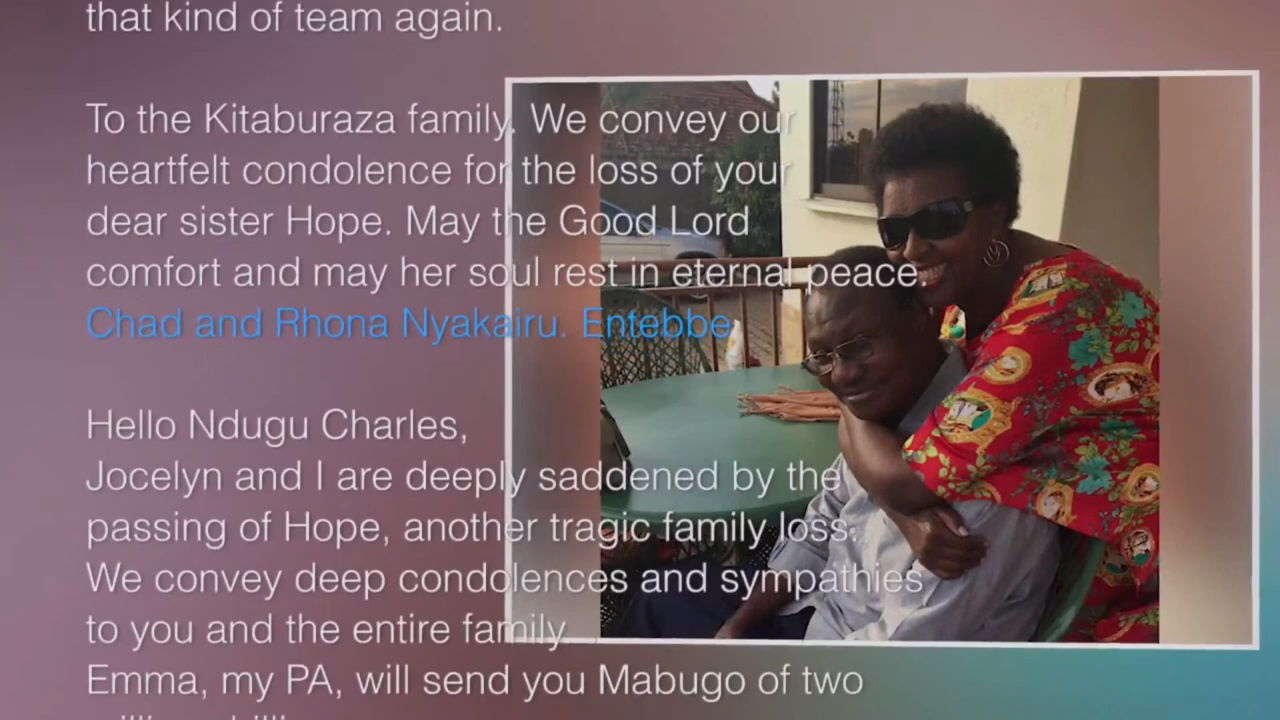 that kind of team again.
To the Kitaburaza family. We convey our
heartfelt condolence for the loss of your
dear sister Hope. May the Good Lord
comfort and may her soul rest in eternal peace.
Chad and Rhona Nyakairu. Entebbe
Hello Ndugu Charles,
Jocelyn and I are deeply saddened by the
passing of Hope, another tragic family loss.
We convey deep condolences and sympathies
to you and the entire family.
Emma, my PA, will send you Mabugo of two